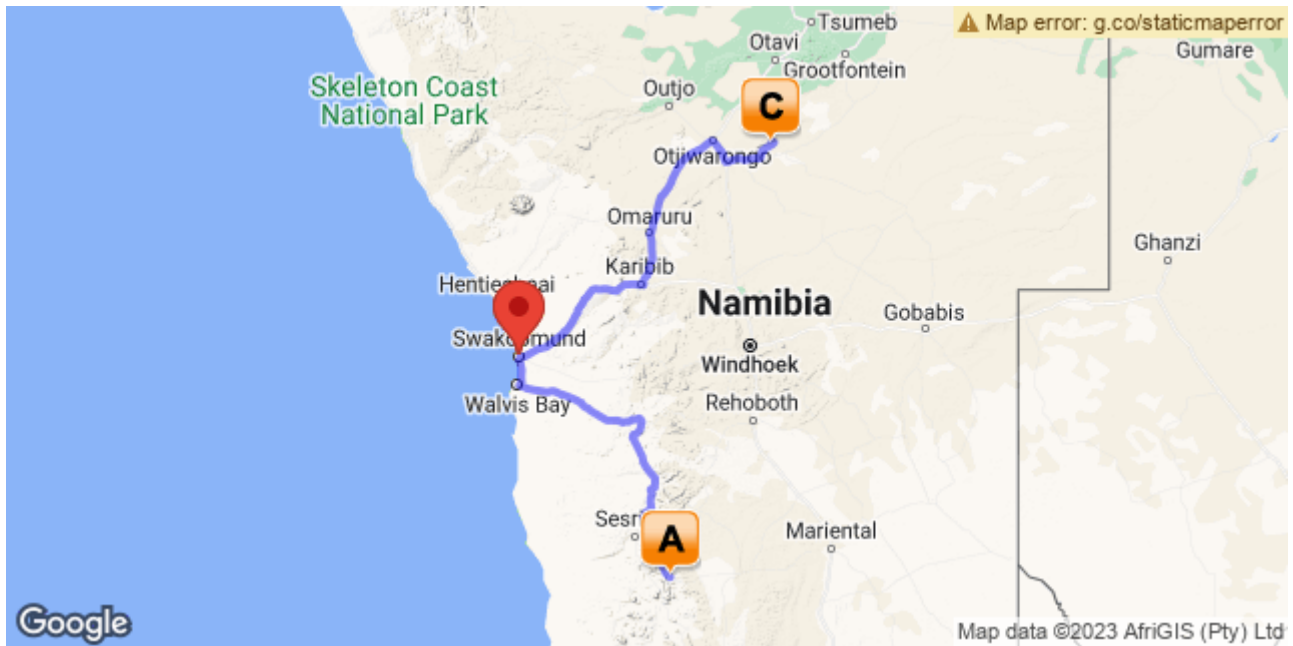 Tsumeb
Map error: g.co/staticmaperror
Otavi
Gumare
Grootfontein
Skeleton Coast
National Park
Outjo
C
Otjiwarongo
Omaruru
Ghanzi
Karibib
Namibia
Gobabis
Windhoek
Walvis Bay
Rehoboth
A
Mariental
Google
Map data ©2023 AfriGIS (Pty) Ltd